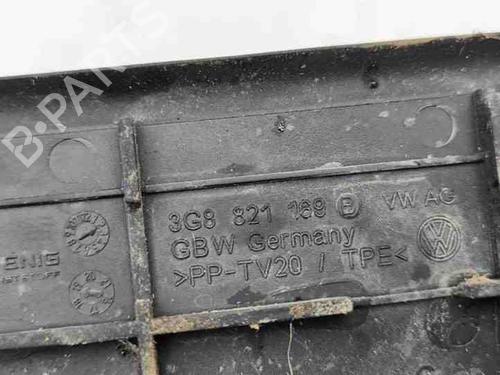 B-PARTS
3G8 821 169 B VW AG
GBW Germany
>PP-TV20 / TPE<
ENIG